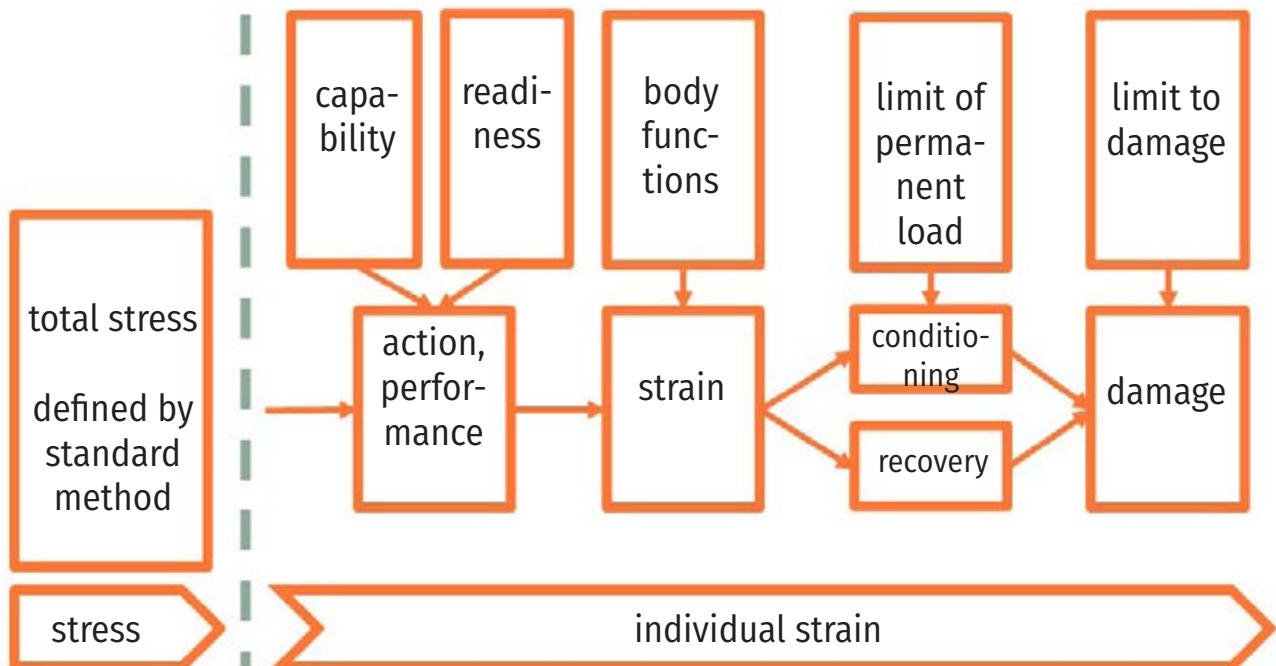 capa-
bility
readi-
ness
body
func-
tions
limit of
perma-
nent
load
limit to
damage
total stress
defined by
standard
method
action,
perfor-
mance
strain
conditio-
ning
recovery
damage
stress
individual strain